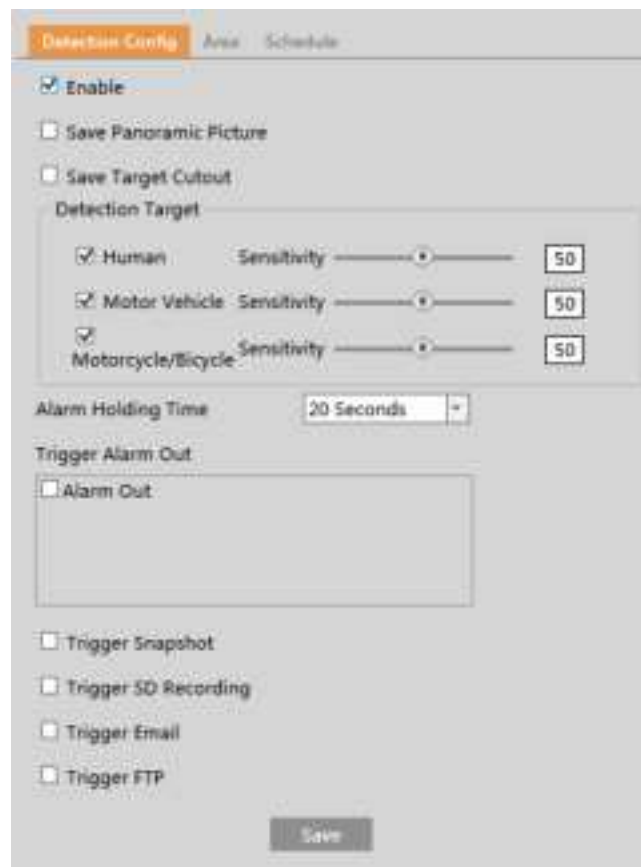 Detection Config Area Schedule
Enable
Save Panoramic Picture
Save Target Cutout
Detection Target
Human Sensitivity 50
Motor Vehicle Sensitivity 50
Motorcycle/Bicycle Sensitivity 50
Alarm Holding Time 20 Seconds
Trigger Alarm Out
Alarm Out
Trigger Snapshot
Trigger SD Recording
Trigger Email
Trigger FTP
Save